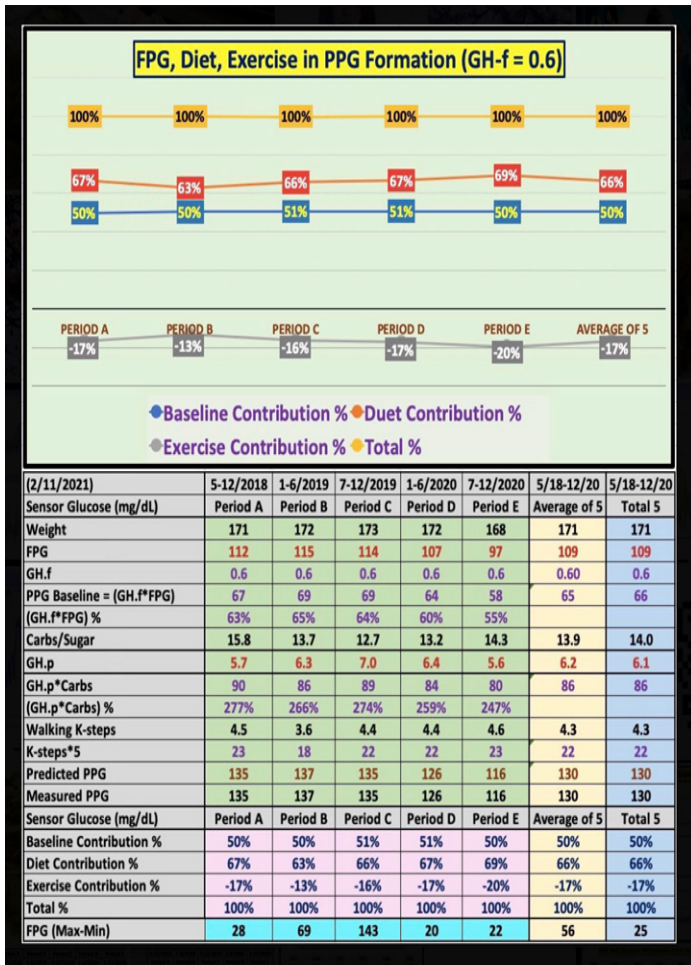 FPG, Diet, Exercise in PPG Formation (GH-f = 0.6)
100% 100% 100% 100% 100% 100%
67% 63% 66% 67% 69% 66%
50% 50% 51% 51% 50% 50%
PERIOD A PERIOD B PERIOD C PERIOD D PERIOD E AVERAGE OF 5
-17% -13% -16% -17% -20% -17%
Baseline Contribution % Duet Contribution %
Exercise Contribution % Total %
(2/11/2021) 5-12/2018 1-6/2019 7-12/2019 1-6/2020 7-12/2020 5/18-12/20 5/18-12/20
Sensor Glucose (mg/dL) Period A Period B Period C Period D Period E Average of 5 Total 5
Weight 171 172 173 172 168 171 171
FPG 112 115 114 107 97 109 109
GH.f 0.6 0.6 0.6 0.6 0.6 0.60 0.6
PPG Baseline = (GH.f*FPG) 67 69 69 64 58 65 66
(GH.f*FPG) % 63% 65% 64% 60% 55%
Carbs/Sugar 15.8 13.7 12.7 13.2 14.3 13.9 14.0
GH.p 5.7 6.3 7.0 6.4 5.6 6.2 6.1
GH.p*Carbs 90 86 89 84 80 86 86
(GH.p*Carbs) % 277% 266% 274% 259% 247%
Walking K-steps 4.5 3.6 4.4 4.4 4.6 4.3 4.3
K-steps*5 23 18 22 22 23 22 22
Predicted PPG 135 137 135 126 116 130 130
Measured PPG 135 137 135 126 116 130 130
Sensor Glucose (mg/dL) Period A Period B Period C Period D Period E Average of 5 Total 5
Baseline Contribution % 50% 50% 51% 51% 50% 50% 50%
Diet Contribution % 67% 63% 66% 67% 69% 66% 66%
Exercise Contribution % -17% -13% -16% -17% -20% -17% -17%
Total % 100% 100% 100% 100% 100% 100% 100%
FPG (Max-Min) 28 69 143 20 22 56 25